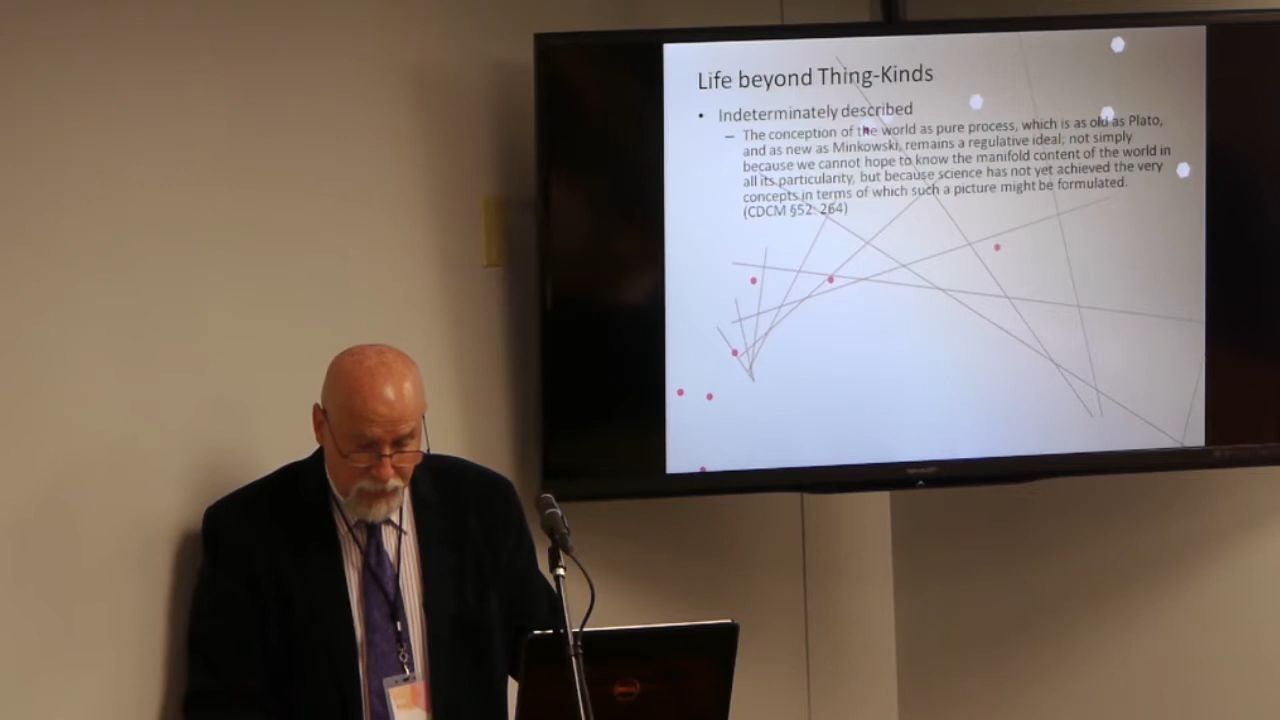 Life beyond Thing-Kinds
• Indeterminately described
– The conception of the world as pure process, which is as old as Plato,
and as new as Minkowski, remains a regulative ideal; not simply
because we cannot hope to know the manifold content of the world in
all its particularity, but because science has not yet achieved the very
concepts in terms of which such a picture might be formulated.
(CDCM §52: 264)
DELL